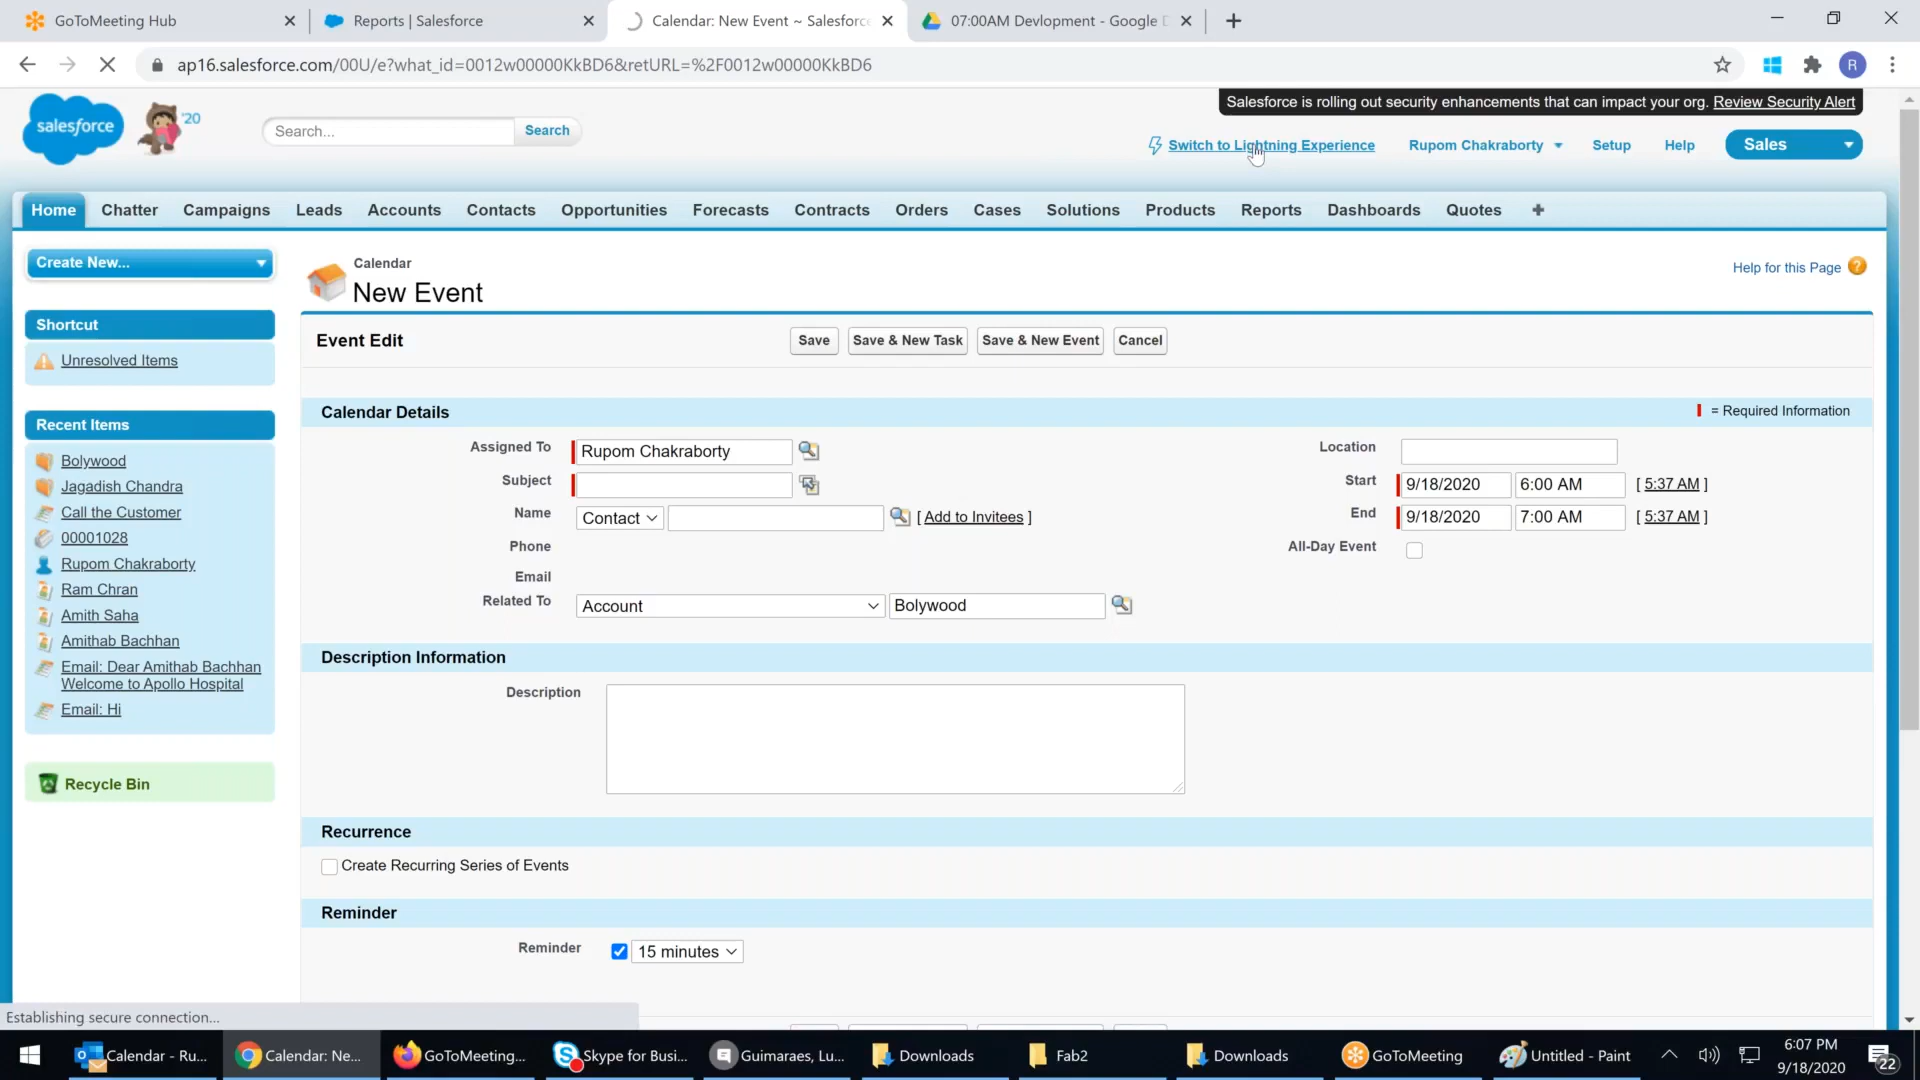 GoToMeeting Hub
Reports | Salesforce
Calendar: New Event ~ Salesforc
07:00AM Devlopment - Google D
ap16.salesforce.com/00U/e?what_id=0012w00000KkBD6&retURL=%2F0012w00000KkBD6
R
Salesforce is rolling out security enhancements that can impact your org. Review Security Alert
salesforce
'20
Search...
Search
Switch to Lightning Experience
Rupom Chakraborty
Setup
Help
Sales
Home
Chatter
Campaigns
Leads
Accounts
Contacts
Opportunities
Forecasts
Contracts
Orders
Cases
Solutions
Products
Reports
Dashboards
Quotes
Create New...
Calendar
New Event
Help for this Page
Shortcut
Unresolved Items
Event Edit
Save
Save & New Task
Save & New Event
Cancel
Recent Items
Bolywood
Jagadish Chandra
Call the Customer
00001028
Rupom Chakraborty
Ram Chran
Amith Saha
Amithab Bachhan
Email: Dear Amithab Bachhan
Welcome to Apollo Hospital
Email: Hi
Recycle Bin
Calendar Details
= Required Information
Assigned To
Rupom Chakraborty
Location
Subject
Start
9/18/2020
6:00 AM
[ 5:37 AM ]
Name
Contact
[ Add to Invitees ]
End
9/18/2020
7:00 AM
[ 5:37 AM ]
Phone
All-Day Event
Email
Related To
Account
Bolywood
Description Information
Description
Recurrence
Create Recurring Series of Events
Reminder
Reminder
15 minutes
Establishing secure connection...
Calendar - Ru...
Calendar: Ne...
GoToMeeting...
Skype for Busi...
Guimaraes, Lu...
Downloads
Fab2
Downloads
GoToMeeting
Untitled - Paint
6:07 PM
9/18/2020
22